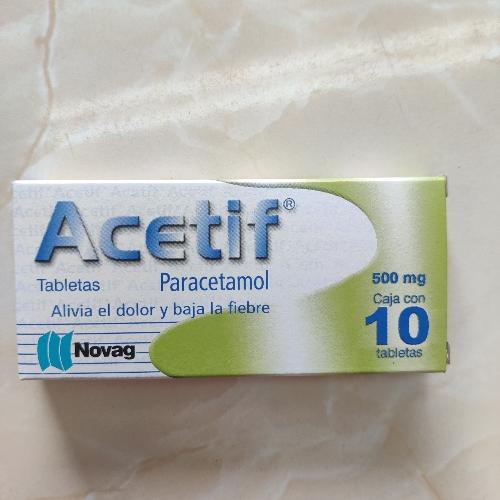 Acetif®
Tabletas Paracetamol
Alivia el dolor y baja la fiebre
Novag
500 mg
Caja con
10
tabletas